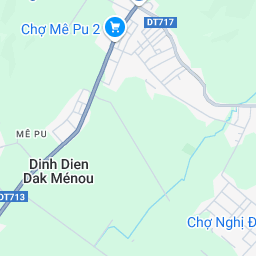 Chợ Mê Pu 2
DT717
MÊ PU
Dinh Dien
Dak Ménou
DT713
Chợ Nghị Đ